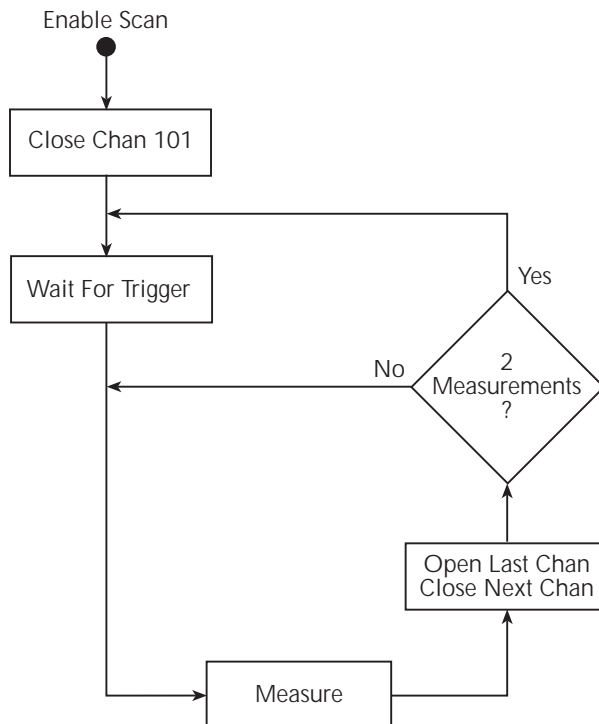 Enable Scan
Close Chan 101
Wait For Trigger
Yes
No
2
Measurements
?
Open Last Chan
Close Next Chan
Measure